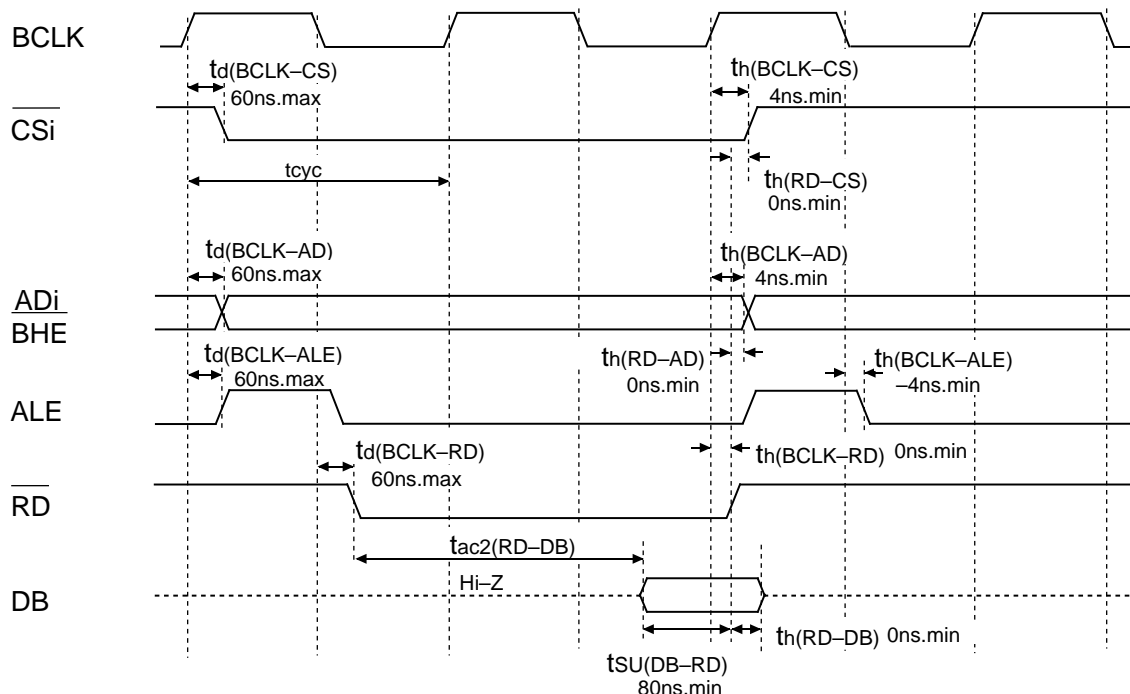 BCLK
td(BCLK–CS)
60ns.max
th(BCLK–CS)
4ns.min
CSi
tcyc
th(RD–CS)
0ns.min
td(BCLK–AD)
60ns.max
th(BCLK–AD)
4ns.min
ADi
BHE
td(BCLK–ALE)
60ns.max
th(RD–AD)
0ns.min
th(BCLK–ALE)
–4ns.min
ALE
td(BCLK–RD)
60ns.max
th(BCLK–RD) 0ns.min
RD
tac2(RD–DB)
Hi–Z
DB
th(RD–DB) 0ns.min
tSU(DB–RD)
80ns.min